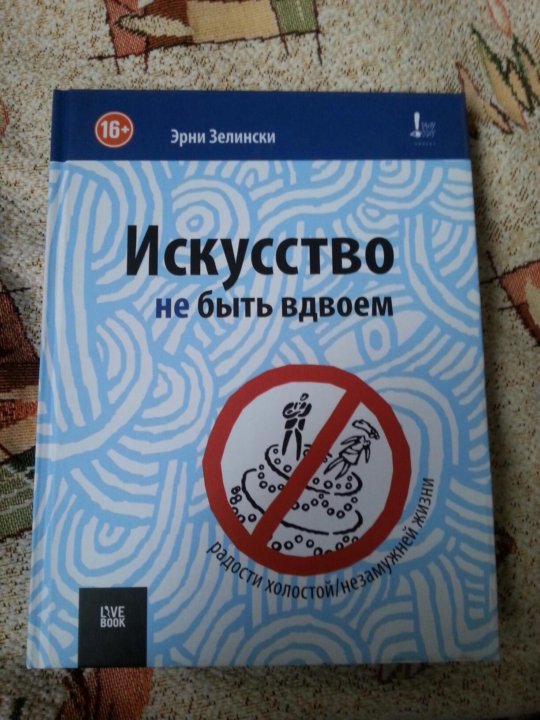 16+
Эрни Зелински
Искусство
не быть вдвоем
радости холостой/незамужней жизни
LIVE
BOOK